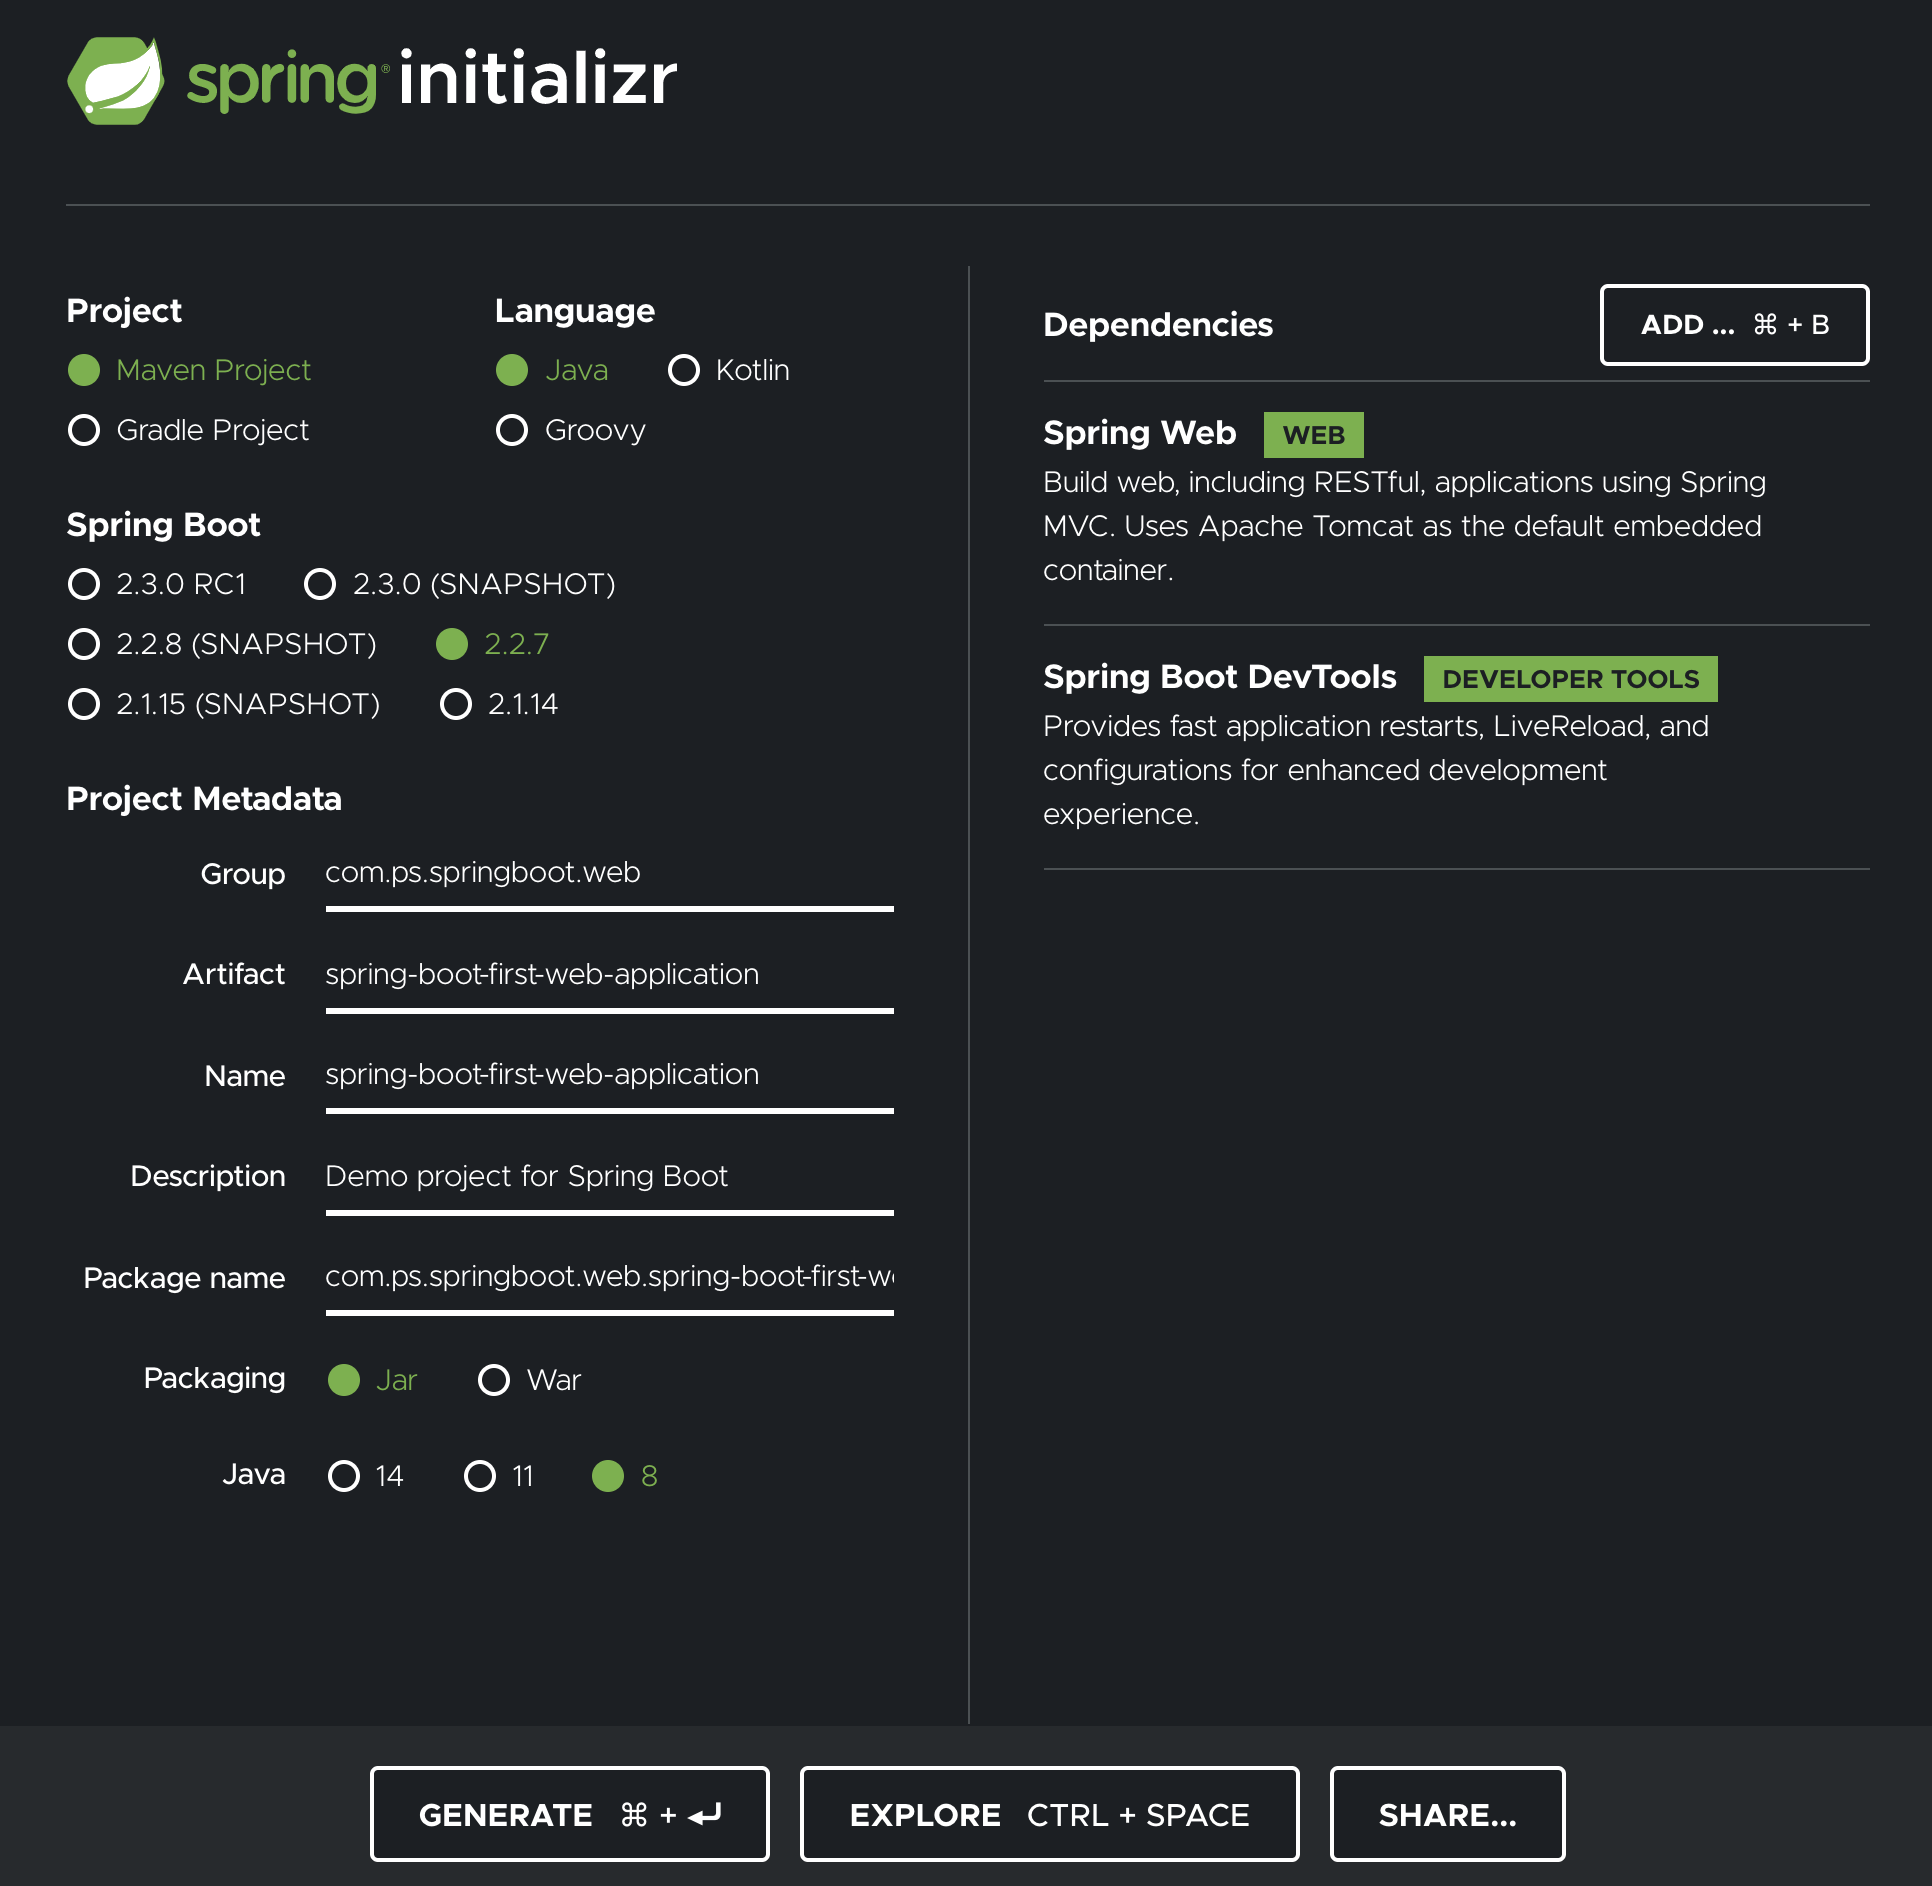 spring® initializr
Project
Maven Project
Gradle Project
Language
Java Kotlin
Groovy
Spring Boot
2.3.0 RC1 2.3.0 (SNAPSHOT)
2.2.8 (SNAPSHOT) 2.2.7
2.1.15 (SNAPSHOT) 2.1.14
Project Metadata
Group com.ps.springboot.web
Artifact spring-boot-first-web-application
Name spring-boot-first-web-application
Description Demo project for Spring Boot
Package name com.ps.springboot.web.spring-boot-first-we
Packaging Jar War
Java 14 11 8
Dependencies ADD ... ⌘ + B
Spring Web WEB
Build web, including RESTful, applications using Spring
MVC. Uses Apache Tomcat as the default embedded
container.
Spring Boot DevTools DEVELOPER TOOLS
Provides fast application restarts, LiveReload, and
configurations for enhanced development
experience.
GENERATE ⌘ + ↵ EXPLORE CTRL + SPACE SHARE...